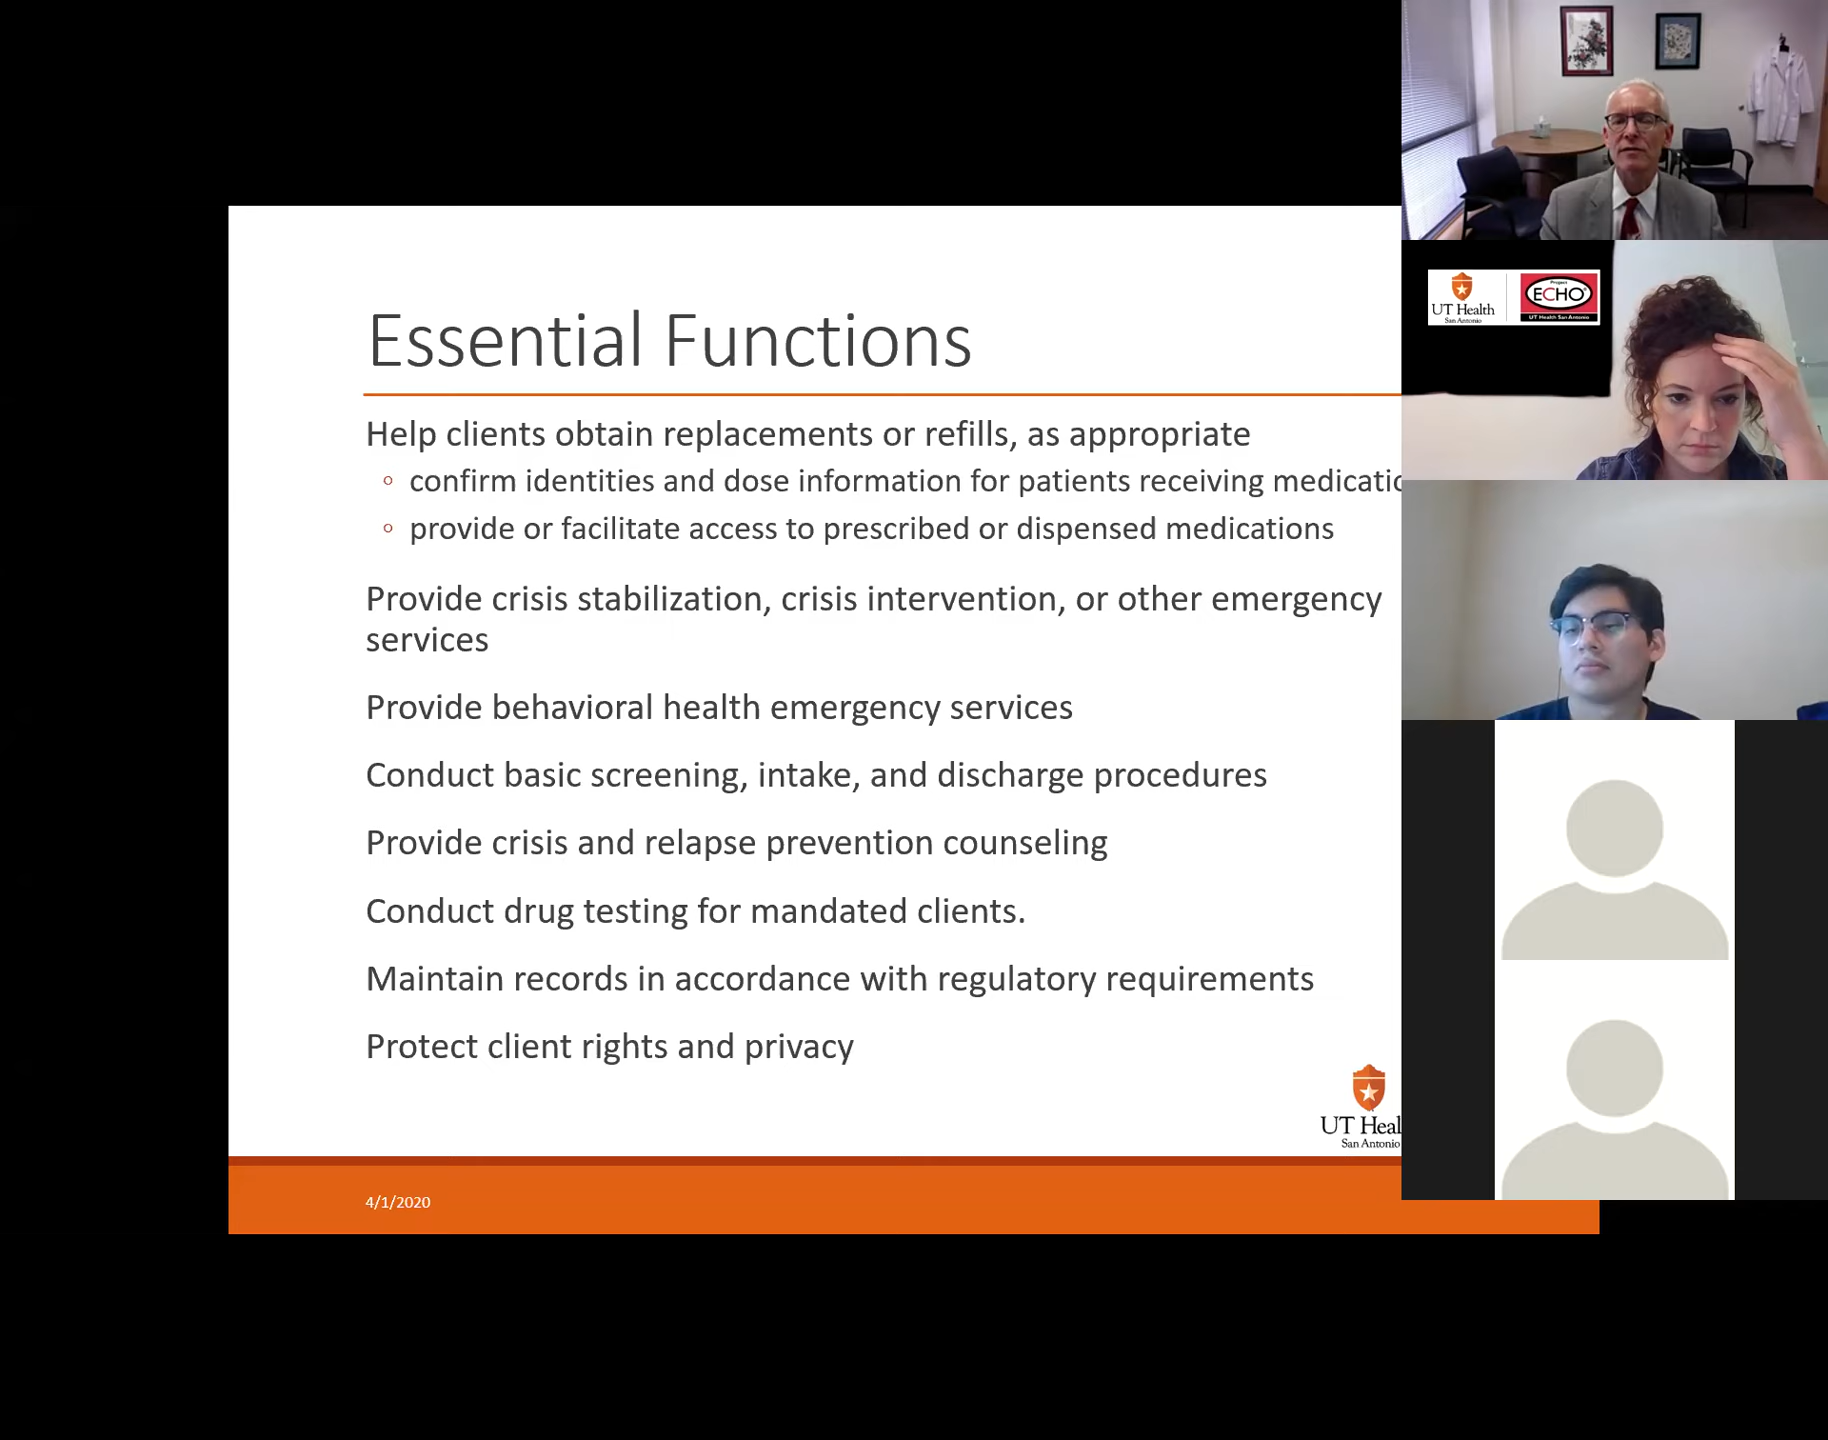 Essential Functions
Help clients obtain replacements or refills, as appropriate
◦ confirm identities and dose information for patients receiving
◦ provide or facilitate access to prescribed or dispensed medications
Provide crisis stabilization, crisis intervention, or other emergency
services
Provide behavioral health emergency services
Conduct basic screening, intake, and discharge procedures
Provide crisis and relapse prevention counseling
Conduct drug testing for mandated clients.
Maintain records in accordance with regulatory requirements
Protect client rights and privacy
UT
San Antonio
4/1/2020
UT Health
San Antonio
Project
ECHO®
UT Health San Antonio